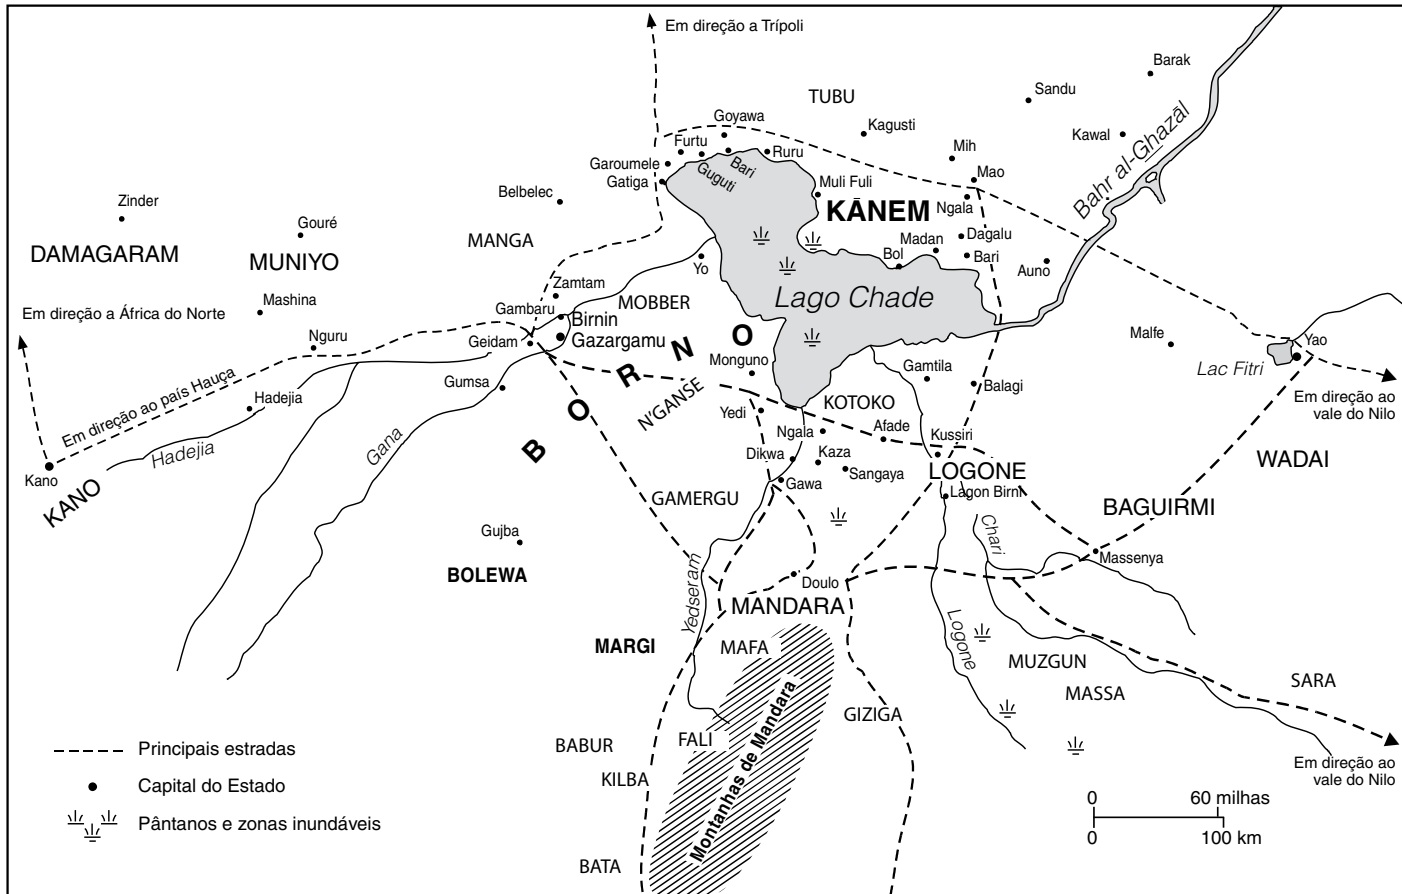 Em direção a Trípoli
Barak
Sandu
TUBU
Goyawa
Kagusti
Kawal
Furtu
Bari
Ruru
Mih
Garoumele
Guguti
Mao
Gatiga
Muli Fuli
Bahr al-Ghazāl
Zinder
Belbelec
KĀNEM
Ngala
Gouré
MANGA
Dagalu
DAMAGARAM
MUNIYO
Madan
Bol
Bari
Auno
Yo
Zamtam
Lago Chade
Mashina
MOBBER
Em direção a África do Norte
Gambaru
Birnin
Gazargamu
Nguru
Geidam
BORNO
Malfe
Yao
Monguno
Lac Fitri
Gamtila
Gumsa
Balagi
Em direção ao
vale do Nilo
Em direção ao país Hauça
Hadejia
N'GANSE
KOTOKO
Yedi
Afade
Ngala
Kussiri
Hadejia
Gana
Dikwa
Kaza
Sangaya
LOGONE
WADAI
Kano
KANO
Gawa
Lagon Birni
GAMERGU
BAGUIRMI
Gujba
Chari
Massenya
BOLEWA
Yedseram
Doulo
MANDARA
Logone
MARGI
MAFA
MUZGUN
SARA
MASSA
Montanhas de Mandara
GIZIGA
FALI
BABUR
Principais estradas
Em direção ao
vale do Nilo
KILBA
Capital do Estado
0 60 milhas
Pântanos e zonas inundáveis
0 100 km
BATA